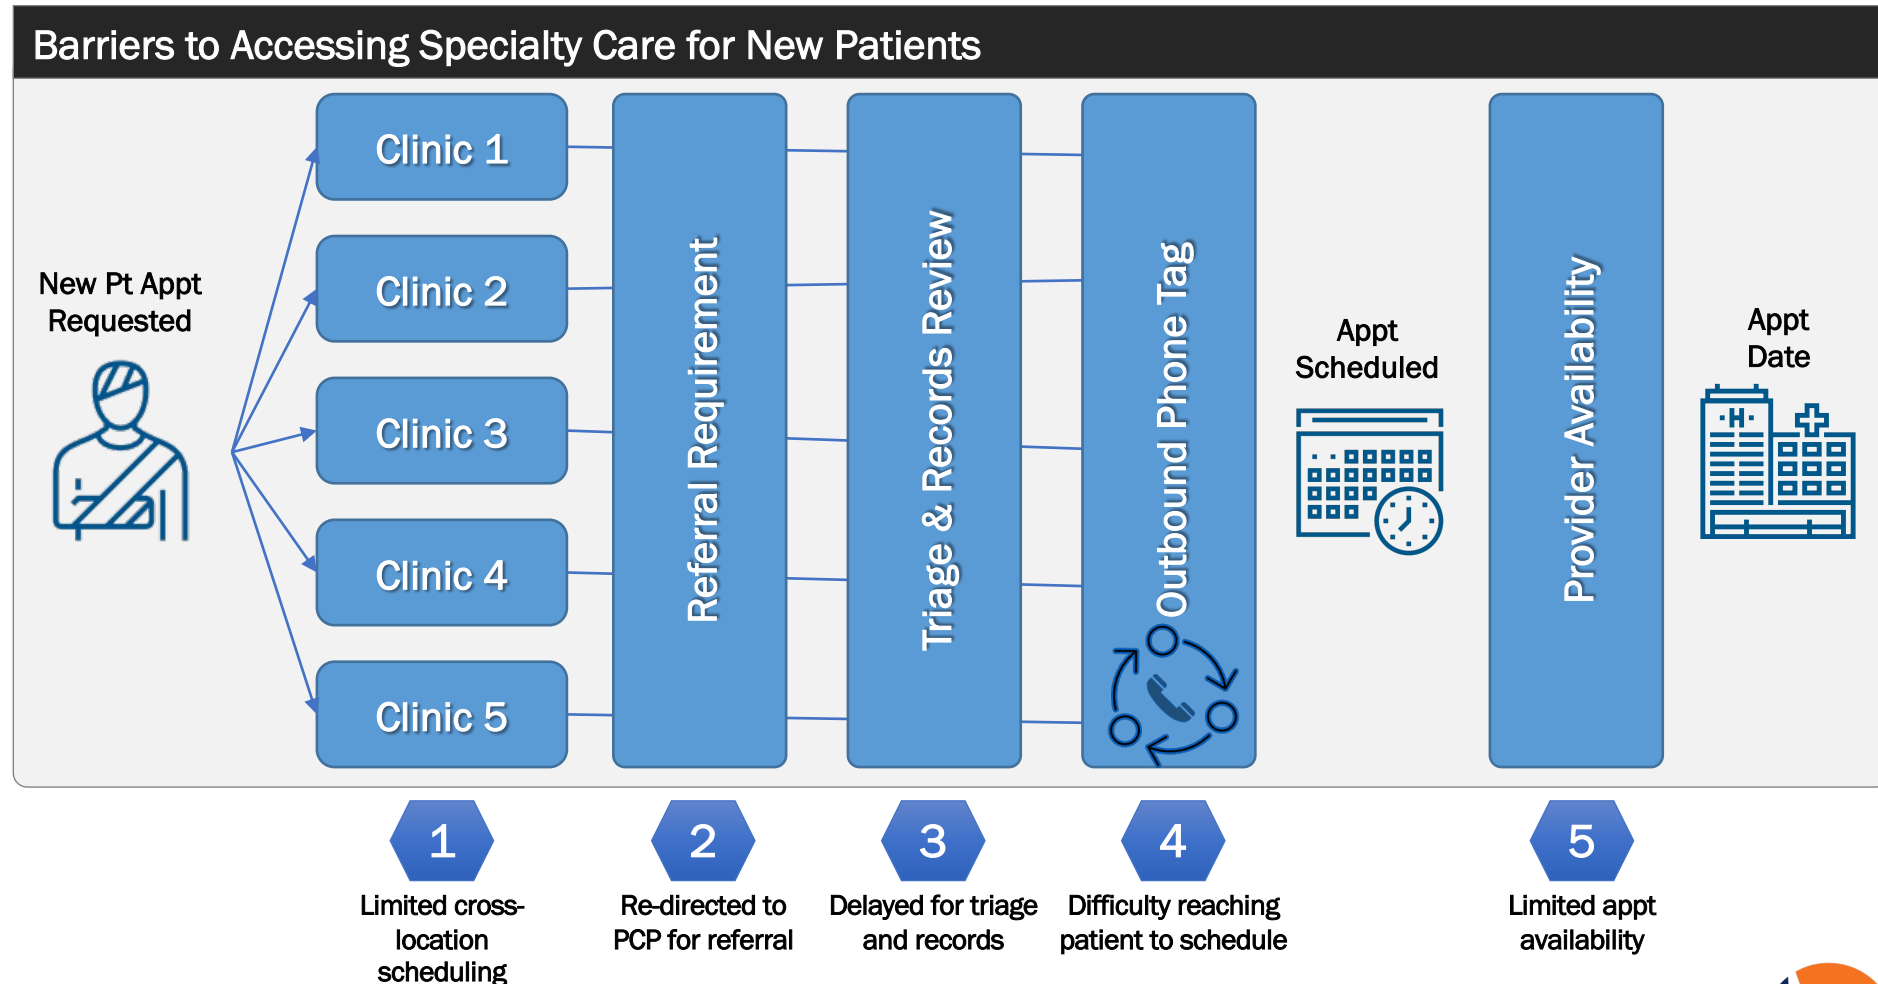 Barriers to Accessing Specialty Care for New Patients
New Pt Appt
Requested
Clinic 1
Clinic 2
Clinic 3
Clinic 4
Clinic 5
Referral Requirement
Triage & Records Review
Outbound Phone Tag
Appt
Scheduled
Provider Availability
Appt
Date
H
1
Limited cross-
location
scheduling
2
Re-directed to
PCP for referral
3
Delayed for triage
and records
4
Difficulty reaching
patient to schedule
5
Limited appt
availability